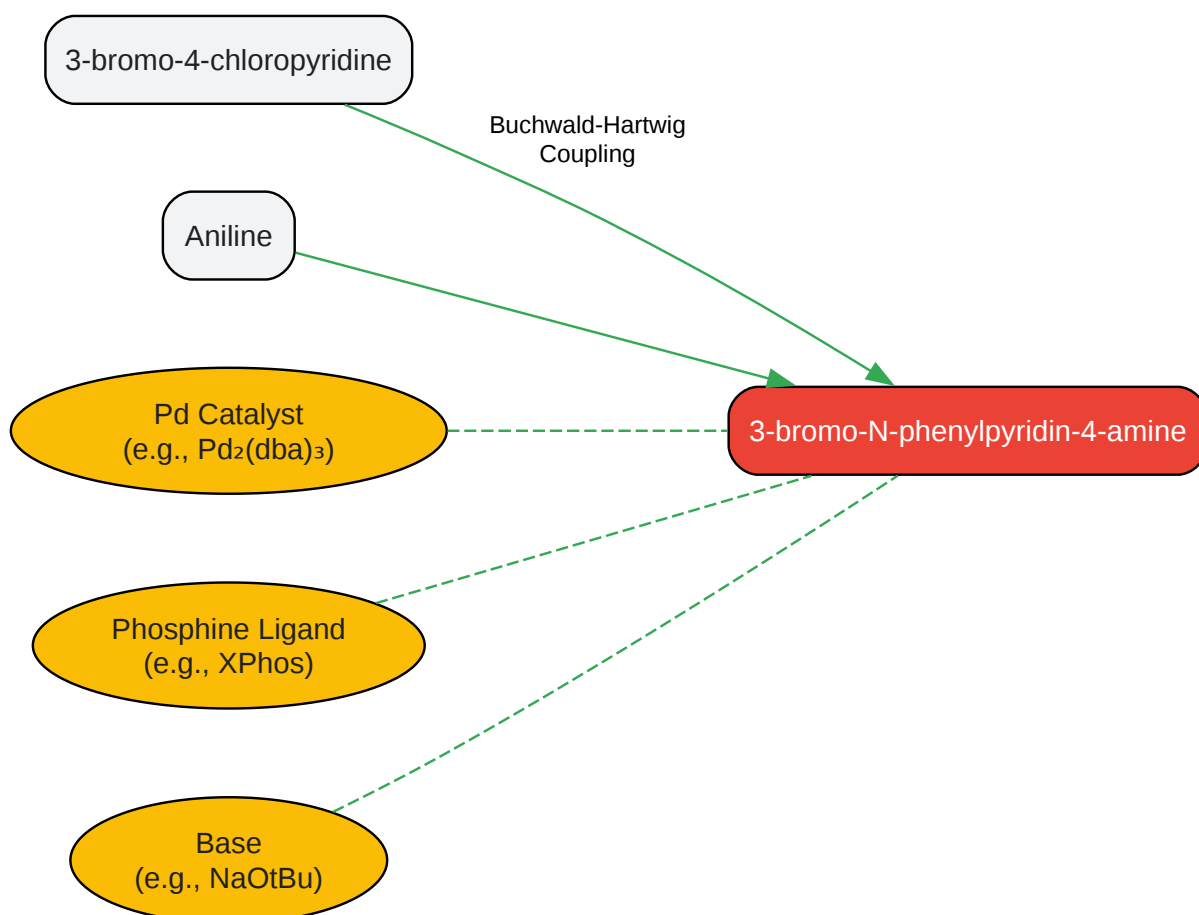 3-bromo-4-chloropyridine
Buchwald-Hartwig
Coupling
Aniline
Pd Catalyst
(e.g., Pd₂(dba)₃)
3-bromo-N-phenylpyridin-4-amine
Phosphine Ligand
(e.g., XPhos)
Base
(e.g., NaOtBu)